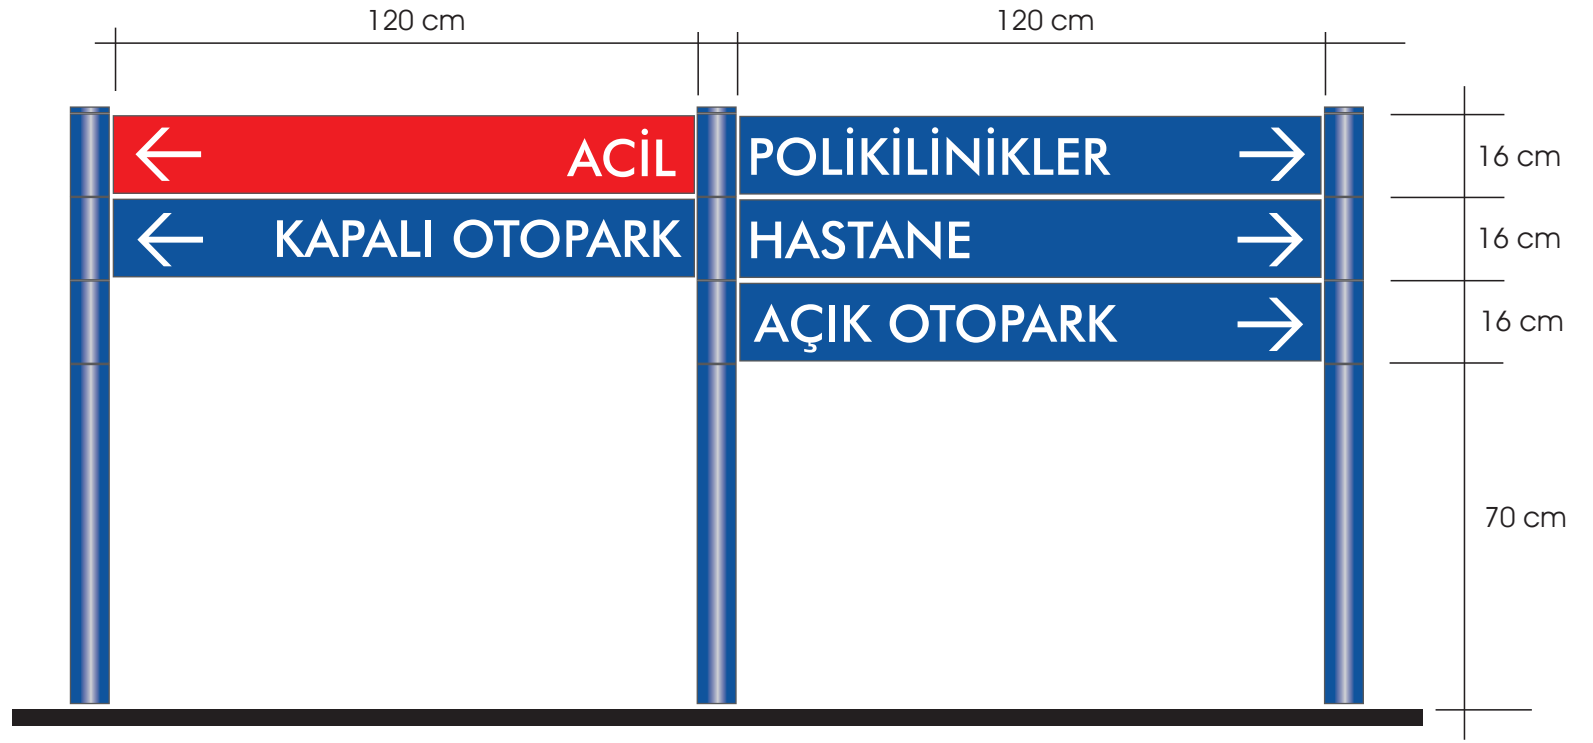 120 cm
120 cm
ACİL
KAPALI OTOPARK
POLİKİLİNİKLER
HASTANE
AÇIK OTOPARK
16 cm
16 cm
16 cm
70 cm